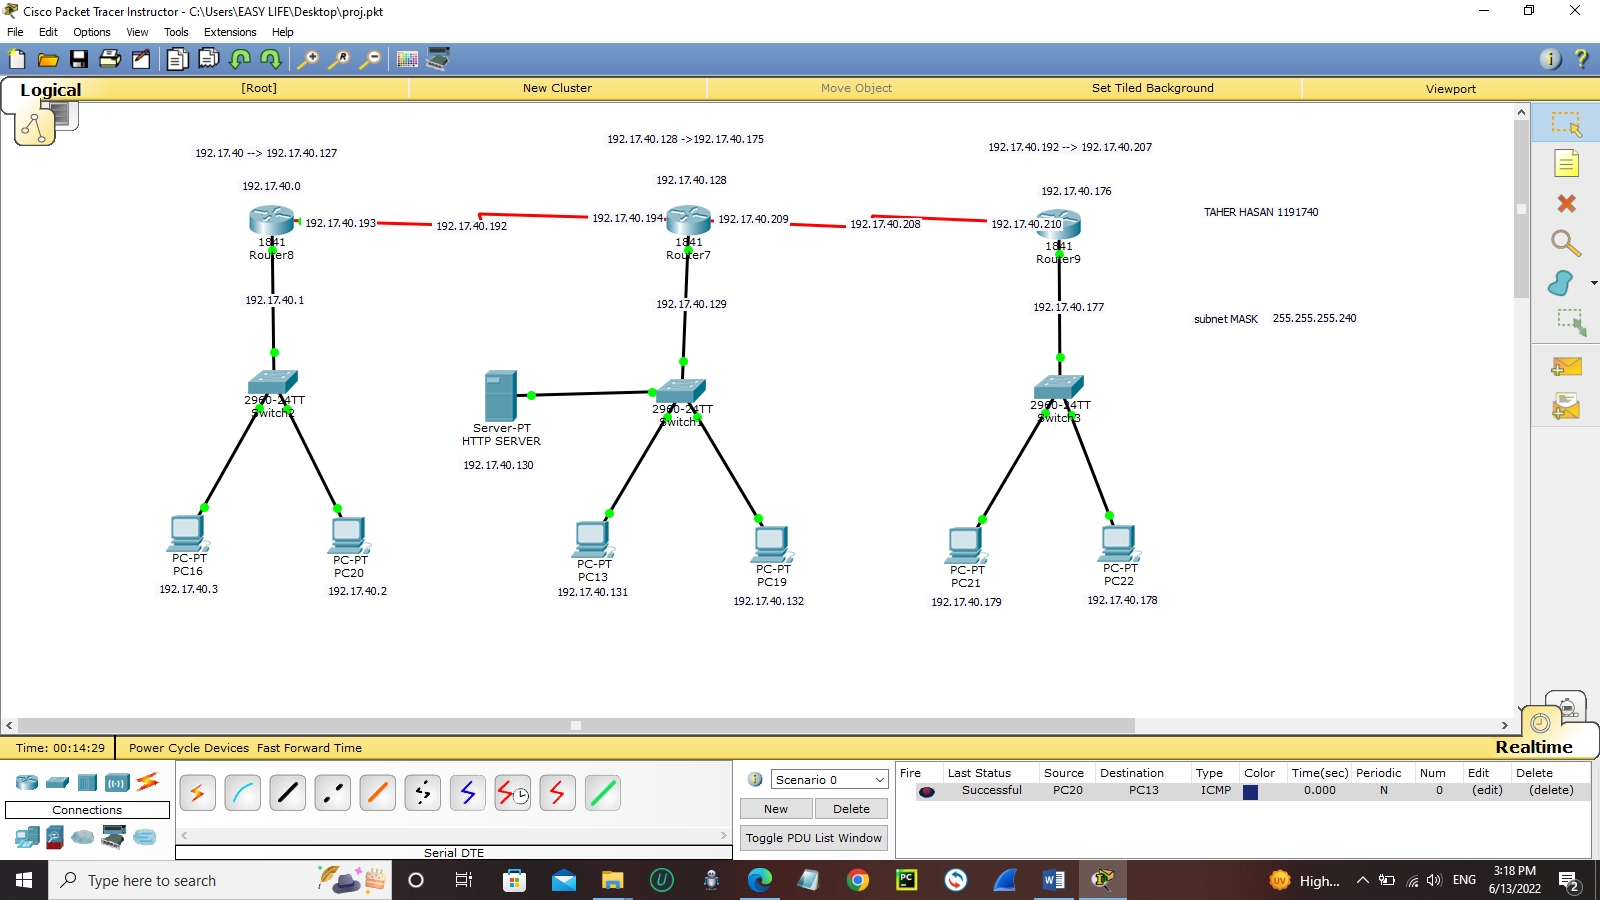 Cisco Packet Tracer Instructor - C:\Users\EASY LIFE\Desktop\proj.pkt
File Edit Options View Tools Extensions Help
Logical [Root] New Cluster Move Object Set Tiled Background Viewport
192.17.40.128 ->192.17.40.175
192.17.40 --> 192.17.40.127
192.17.40.192 --> 192.17.40.207
192.17.40.0
192.17.40.128
192.17.40.176
TAHER HASAN 1191740
192.17.40.193
192.17.40.192
192.17.40.194
192.17.40.209
192.17.40.208
192.17.40.210
1841
Router8
1841
Router7
1841
Router9
192.17.40.1
192.17.40.129
192.17.40.177
subnet MASK 255.255.255.240
2960-24TT
Switch2
2960-24TT
Switch1
2960-24TT
Switch3
Server-PT
HTTP SERVER
192.17.40.130
PC-PT
PC16
192.17.40.3
PC-PT
PC20
192.17.40.2
PC-PT
PC13
192.17.40.131
PC-PT
PC19
192.17.40.132
PC-PT
PC21
192.17.40.179
PC-PT
PC22
192.17.40.178
Time: 00:14:29 Power Cycle Devices Fast Forward Time
Realtime
Connections
Serial DTE
Scenario 0
New Delete
Toggle PDU List Window
Fire Last Status Source Destination Type Color Time(sec) Periodic Num Edit Delete
Successful PC20 PC13 ICMP 0.000 N 0 (edit) (delete)
Type here to search
UV High... ENG
3:18 PM
6/13/2022
2